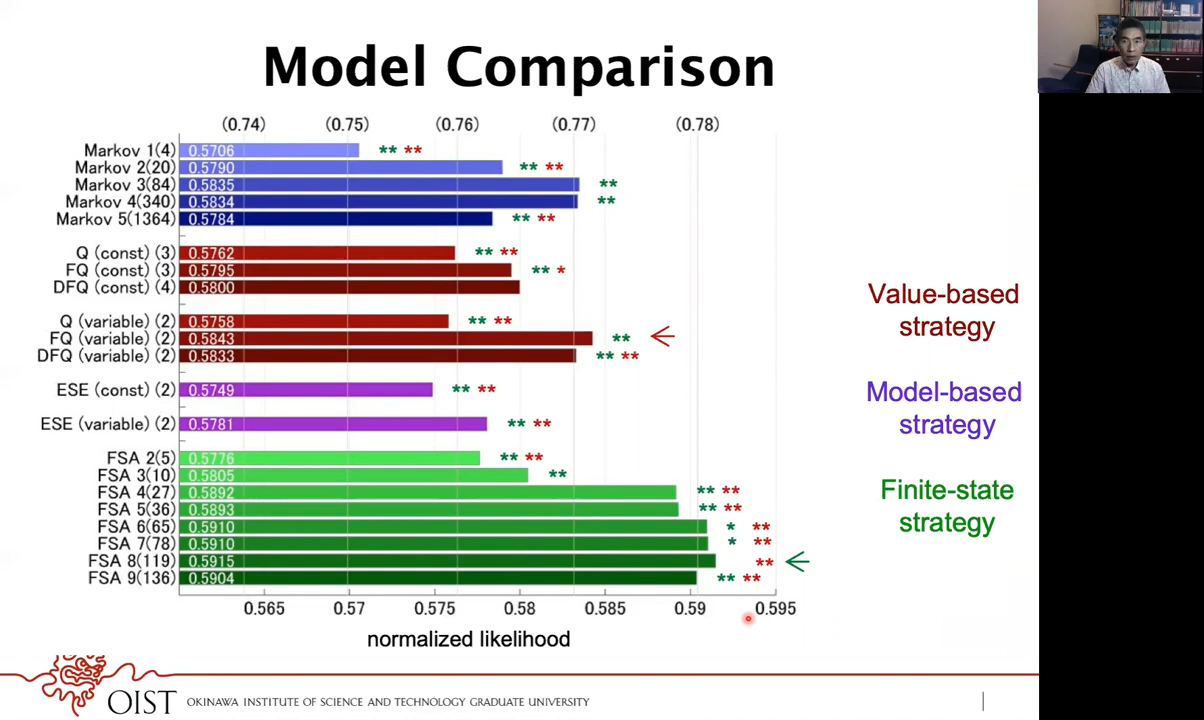 Model Comparison
(0.74) (0.75) (0.76) (0.77) (0.78)
Markov 1(4) 0.5706 ** **
Markov 2(20) 0.5790 ** **
Markov 3(84) 0.5835 **
Markov 4(340) 0.5834 **
Markov 5(1364) 0.5784 ** **
Q (const) (3) 0.5762 ** **
FQ (const) (3) 0.5795 ** *
DFQ (const) (4) 0.5800
Q (variable) (2) 0.5758 ** **
FQ (variable) (2) 0.5843 **
DFQ (variable) (2) 0.5833 ** **
ESE (const) (2) 0.5749 ** **
ESE (variable) (2) 0.5781 ** **
FSA 2(5) 0.5776 ** **
FSA 3(10) 0.5805 **
FSA 4(27) 0.5892 ** **
FSA 5(36) 0.5893 ** **
FSA 6(65) 0.5910 * **
FSA 7(78) 0.5910 * **
FSA 8(119) 0.5915 **
FSA 9(136) 0.5904 ** **
0.565 0.57 0.575 0.58 0.585 0.59 0.595
normalized likelihood
Value-based
strategy
Model-based
strategy
Finite-state
strategy
OIST OKINAWA INSTITUTE OF SCIENCE AND TECHNOLOGY GRADUATE UNIVERSITY